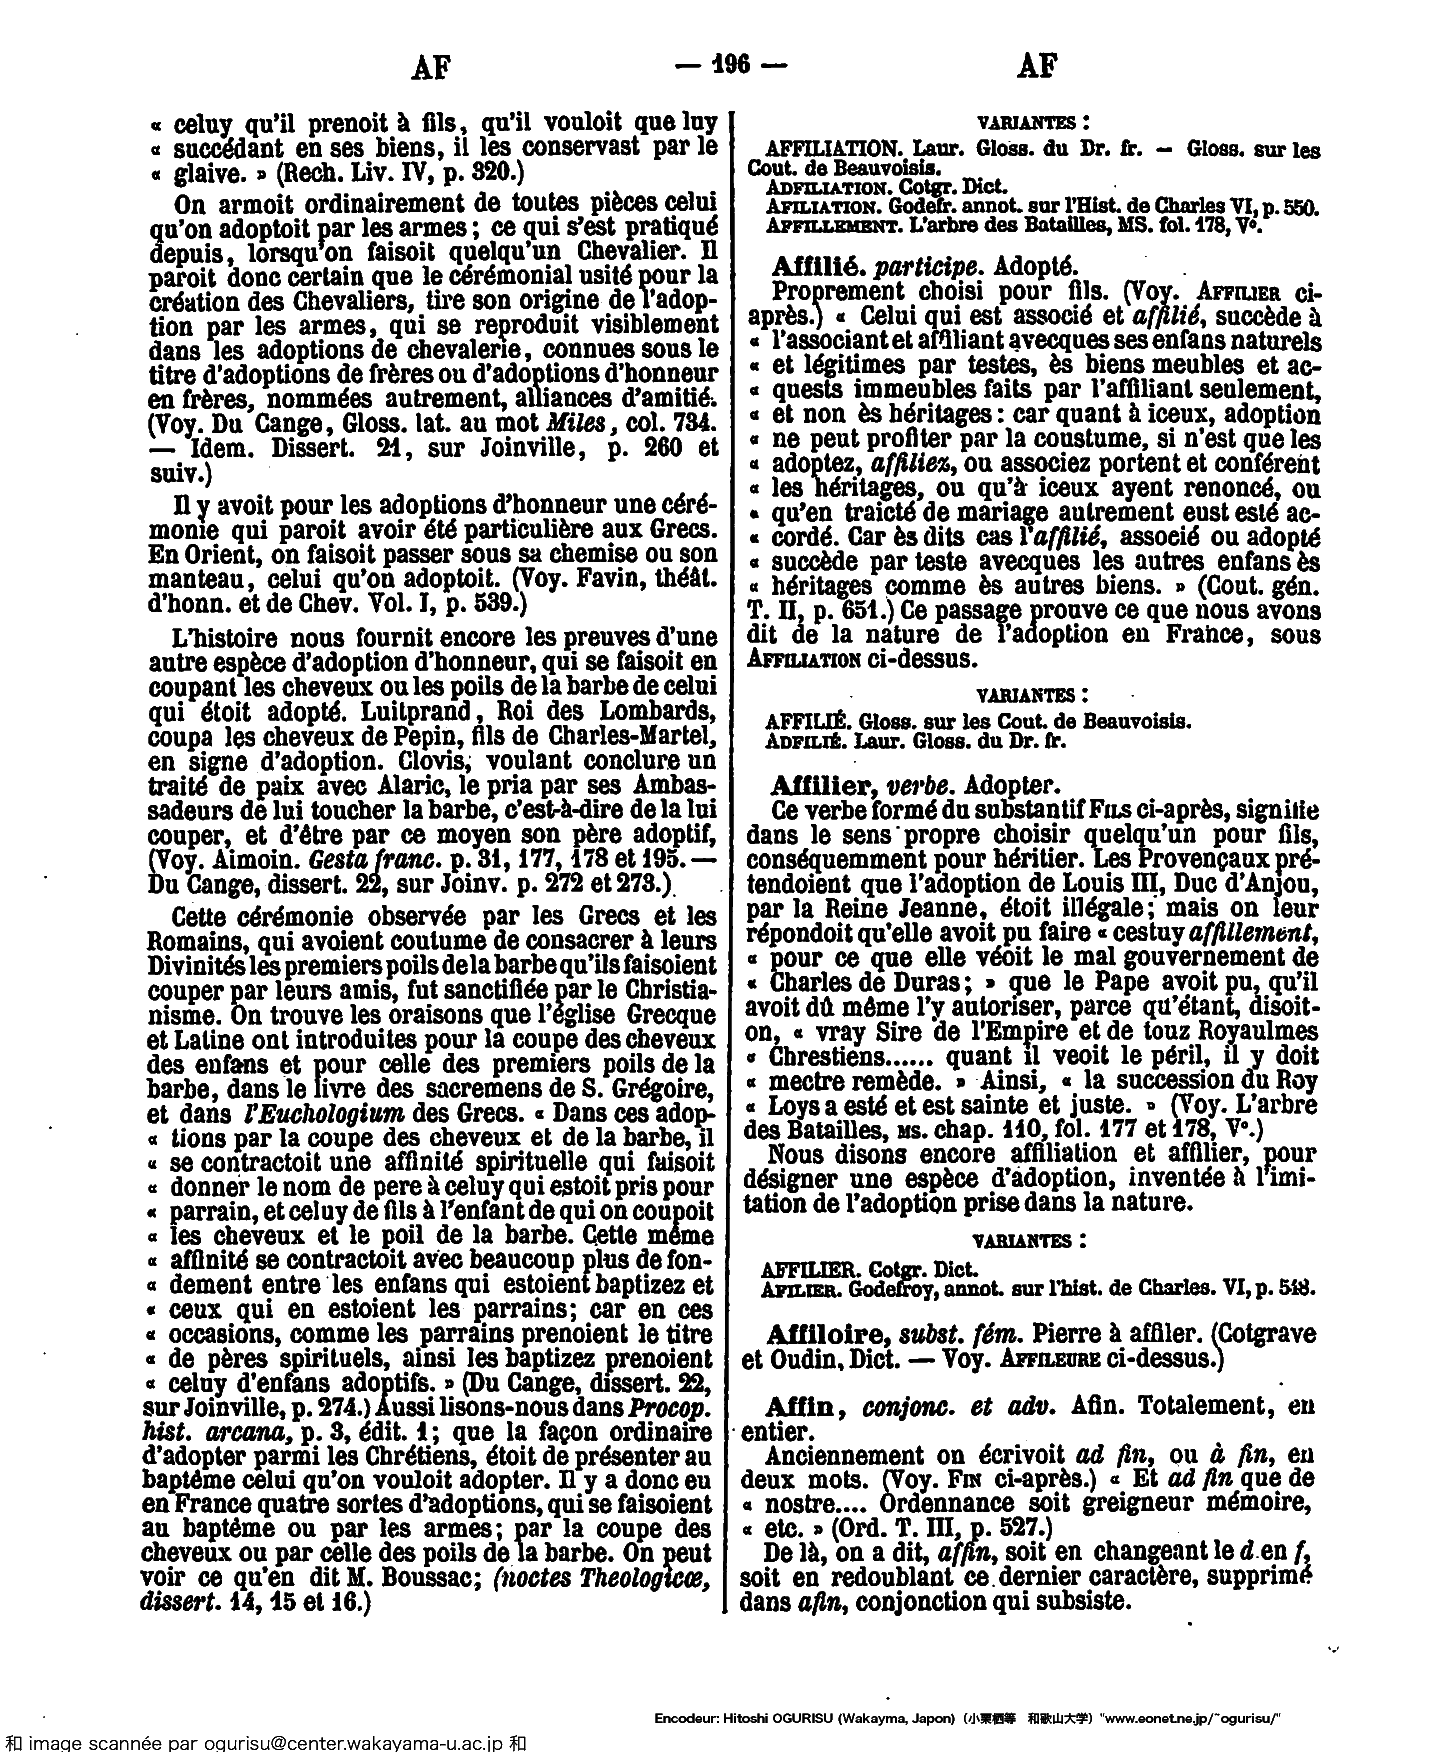 AF — 196 — AF
« celuy qu'il prenoit à fils, qu'il vouloit que luy
« succédant en ses biens, il les conservast par le
« glaive. » (Rech. Liv. IV, p. 320.)
On armoit ordinairement de toutes pièces celui
qu'on adoptoit par les armes ; ce qui s'est pratiqué
depuis, lorsqu'on faisoit quelqu'un Chevalier. Il
paroit donc certain que le cérémonial usité pour la
création des Chevaliers, tire son origine de l'adop-
tion par les armes, qui se reproduit visiblement
dans les adoptions de chevalerie, connues sous le
titre d'adoptions de frères ou d'adoptions d'honneur
en frères, nommées autrement, alliances d'amitié.
(Voy. Du Cange, Gloss. lat. au mot Miles, col. 734.
— Idem. Dissert. 21, sur Joinville, p. 260 et
suiv.)
Il y avoit pour les adoptions d'honneur une céré-
monie qui paroit avoir été particulière aux Grecs.
En Orient, on faisoit passer sous sa chemise ou son
manteau, celui qu'on adoptoit. (Voy. Favin, théât.
d'honn. et de Chev. Vol. I, p. 539.)
L'histoire nous fournit encore les preuves d'une
autre espèce d'adoption d'honneur, qui se faisoit en
coupant les cheveux ou les poils de la barbe de celui
qui étoit adopté. Luitprand, Roi des Lombards,
coupa les cheveux de Pepin, fils de Charles-Martel,
en signe d'adoption. Clovis, voulant conclure un
traité de paix avec Alaric, le pria par ses Ambas-
sadeurs de lui toucher la barbe, c'est-à-dire de la lui
couper, et d'être par ce moyen son père adoptif,
(Voy. Aimoin. Gesta franc. p. 31, 177, 178 et 195. —
Du Cange, dissert. 22, sur Joinv. p. 272 et 273.)
Cette cérémonie observée par les Grecs et les
Romains, qui avoient coutume de consacrer à leurs
Divinités les premiers poils de la barbe qu'ils faisoient
couper par leurs amis, fut sanctifiée par le Christia-
nisme. On trouve les oraisons que l'église Grecque
et Latine ont introduites pour la coupe des cheveux
des enfans et pour celle des premiers poils de la
barbe, dans le livre des sacremens de S. Grégoire,
et dans l'Euchologium des Grecs. « Dans ces adop-
« tions par la coupe des cheveux et de la barbe, il
« se contractoit une affinité spirituelle qui faisoit
« donner le nom de pere à celuy qui estoit pris pour
« parrain, et celuy de fils à l'enfant de qui on coupoit
« les cheveux et le poil de la barbe. Cette même
« affinité se contractoit avec beaucoup plus de fon-
« dement entre les enfans qui estoient baptizez et
« ceux qui en estoient les parrains ; car en ces
« occasions, comme les parrains prenoient le titre
« de pères spirituels, ainsi les baptizez prenoient
« celuy d'enfans adoptifs. » (Du Cange, dissert. 22,
sur Joinville, p. 274.) Aussi lisons-nous dans Procop.
hist. arcana, p. 3, édit. 1 ; que la façon ordinaire
d'adopter parmi les Chrétiens, étoit de présenter au
baptême celui qu'on vouloit adopter. Il y a donc eu
en France quatre sortes d'adoptions, qui se faisoient
au baptéme ou par les armes ; par la coupe des
cheveux ou par celle des poils de la barbe. On peut
voir ce qu'en dit M. Boussac ; (noctes Theologicœ,
dissert. 14, 15 et 16.)
VARIANTES :
AFFILIATION. Laur. Gloss. du Dr. fr. — Gloss. sur les
Cout. de Beauvoisis.
ADFILIATION. Cotgr. Dict.
AFILIATION. Godefr. annot. sur l'Hist. de Charles VI, p. 550.
AFFILLEMENT. L'arbre des Batailles, MS. fol. 178, V°.
Affilié. participe. Adopté.
Proprement choisi pour fils. (Voy. AFFILIER ci-
après.) « Celui qui est associé et affilié, succède à
« l'associant et affiliant avecques ses enfans naturels
« et légitimes par testes, ès biens meubles et ac-
« quests immeubles faits par l'affiliant seulement,
« et non ès héritages : car quant à iceux, adoption
« ne peut profiter par la coustume, si n'est que les
« adoptez, affiliez, ou associez portent et conférent
« les héritages, ou qu'à iceux ayent renoncé, ou
« qu'en traicté de mariage autrement eust esté ac-
« cordé. Car ès dits cas l'affilié, assoeié ou adopté
« succède par teste avecques les autres enfans ès
« héritages comme ès autres biens. » (Cout. gén.
T. II, p. 651.) Ce passage prouve ce que nous avons
dit de la nature de l'adoption en France, sous
AFFILIATION ci-dessus.
VARIANTES :
AFFILIÉ. Gloss. sur les Cout. de Beauvoisis.
ADFILIÉ. Laur. Gloss. du Dr. fr.
Affilier, verbe. Adopter.
Ce verbe formé du substantif FILS ci-après, signifie
dans le sens propre choisir quelqu'un pour fils,
conséquemment pour héritier. Les Provençaux pré-
tendoient que l'adoption de Louis III, Duc d'Anjou,
par la Reine Jeanne, étoit illégale ; mais on leur
répondoit qu'elle avoit pu faire « cestuy affillement,
« pour ce que elle véoit le mal gouvernement de
« Charles de Duras ; » que le Pape avoit pu, qu'il
avoit dû même l'y autoriser, parce qu'étant, disoit-
on, « vray Sire de l'Empire et de touz Royaulmes
« Chrestiens...... quant il veoit le péril, il y doit
« mectre remède. » Ainsi, « la succession du Roy
« Loys a esté et est sainte et juste. » (Voy. L'arbre
des Batailles, MS. chap. 110, fol. 177 et 178, V°.)
Nous disons encore affiliation et affilier, pour
désigner une espèce d'adoption, inventée à l'imi-
tation de l'adoption prise dans la nature.
VARIANTES :
AFFILIER. Cotgr. Dict.
AFILIER. Godefroy, annot. sur l'hist. de Charles. VI, p. 548.
Affiloire, subst. fém. Pierre à affiler. (Cotgrave
et Oudin, Dict. — Voy. AFFILEURE ci-dessus.)
Affin, conjonc. et adv. Afin. Totalement, en
entier.
Anciennement on écrivoit ad fin, ou à fin, en
deux mots. (Voy. FIN ci-après.) « Et ad fin que de
« nostre.... Ordennance soit greigneur mémoire,
« etc. » (Ord. T. III, p. 527.)
De là, on a dit, affin, soit en changeant le d en f,
soit en redoublant ce dernier caractère, supprimé
dans afin, conjonction qui subsiste.
Encodeur: Hitoshi OGURISU (Wakayma, Japon) (小栗栖等 和歌山大学) "www.eonet.ne.jp/~ogurisu/"
和 image scannée par ogurisu@center.wakayama-u.ac.jp 和